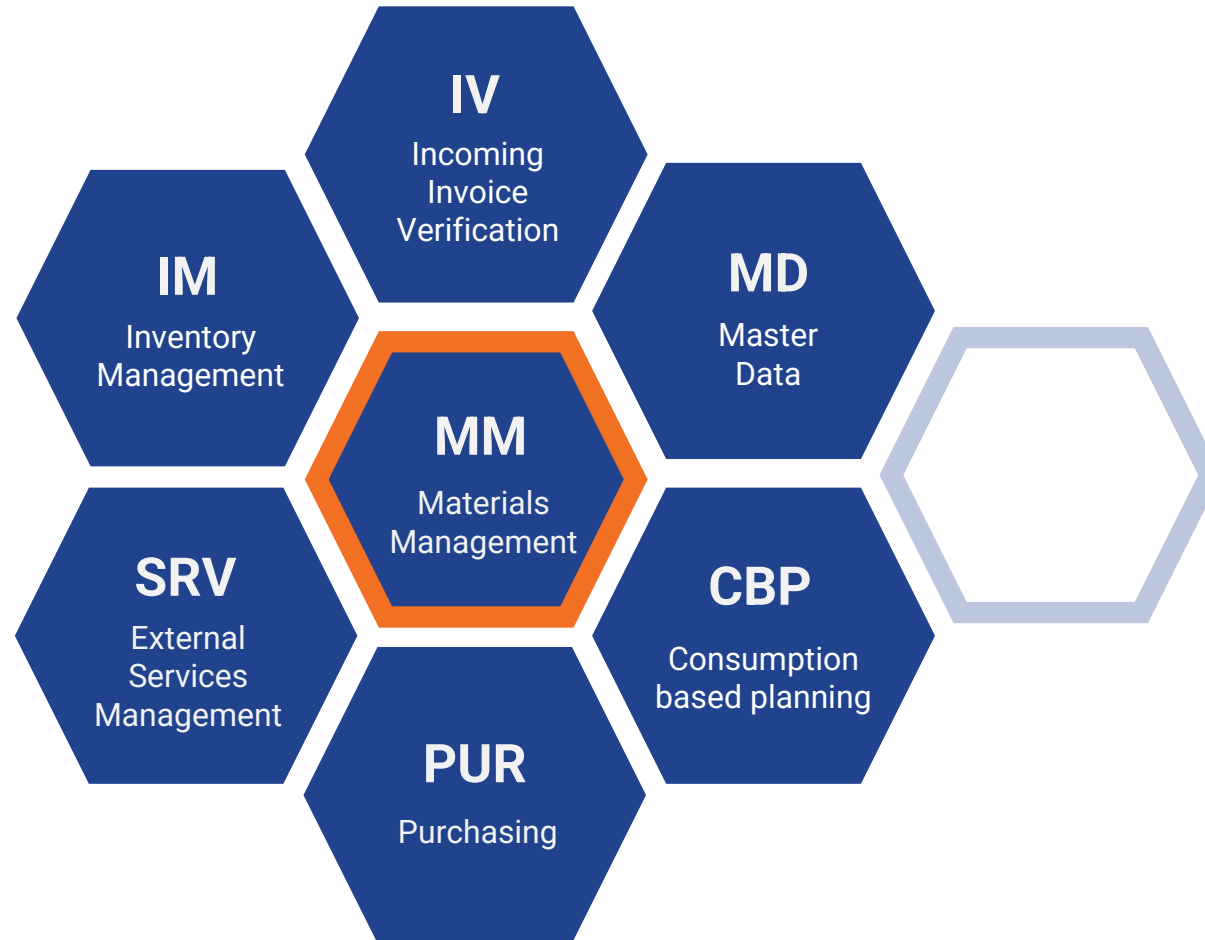 IV
Incoming
Invoice
Verification
IM
Inventory
Management
MD
Master
Data
MM
Materials
Management
SRV
External
Services
Management
CBP
Consumption
based planning
PUR
Purchasing